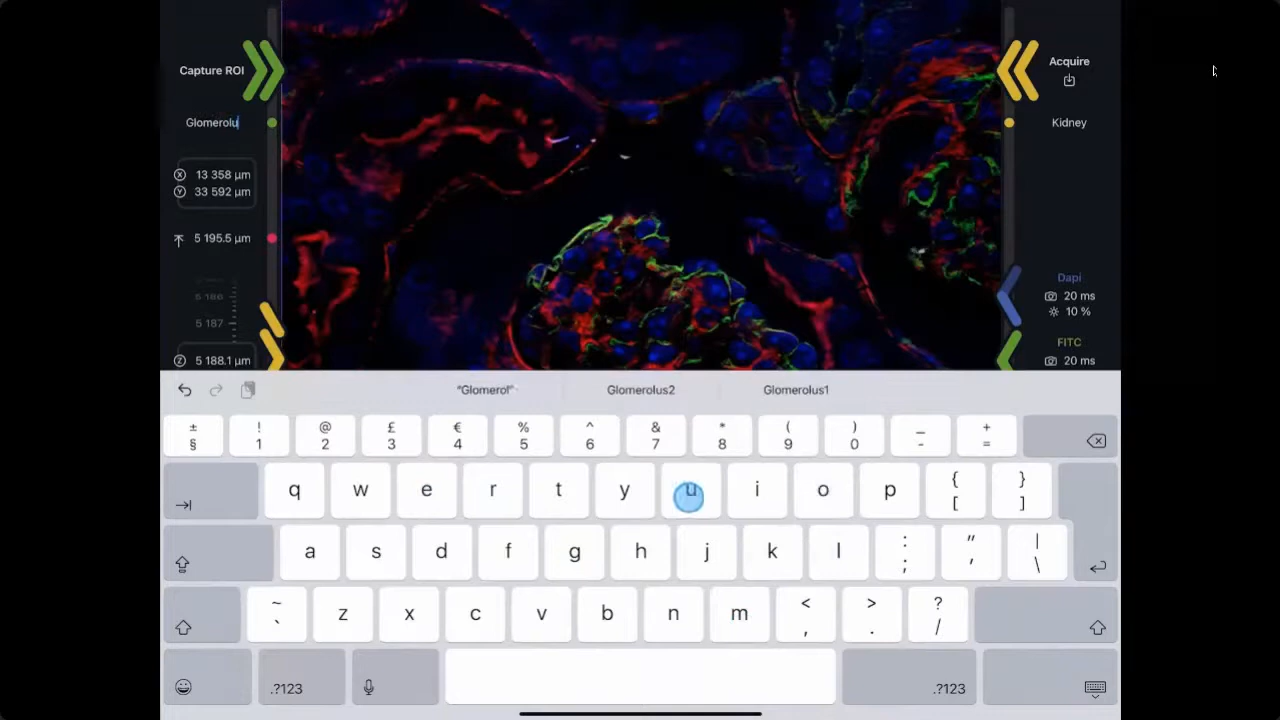 Capture ROI
Glomerolu
X 13 358 µm
Y 33 592 µm
5 195.5 µm
5 186
5 187
Z 5 188.1 µm
Acquire
Kidney
Dapi
20 ms
10 %
FITC
20 ms
"Glomerol" Glomerolus2 Glomerolus1
± ! @ £ € % ^ & * ( ) _ +
§ 1 2 3 4 5 6 7 8 9 0 - =
q w e r t y u i o p { }
[ ]
a s d f g h j k l : " |
; ' \
~ z x c v b n m < > ?
` , . /
.?123 .?123